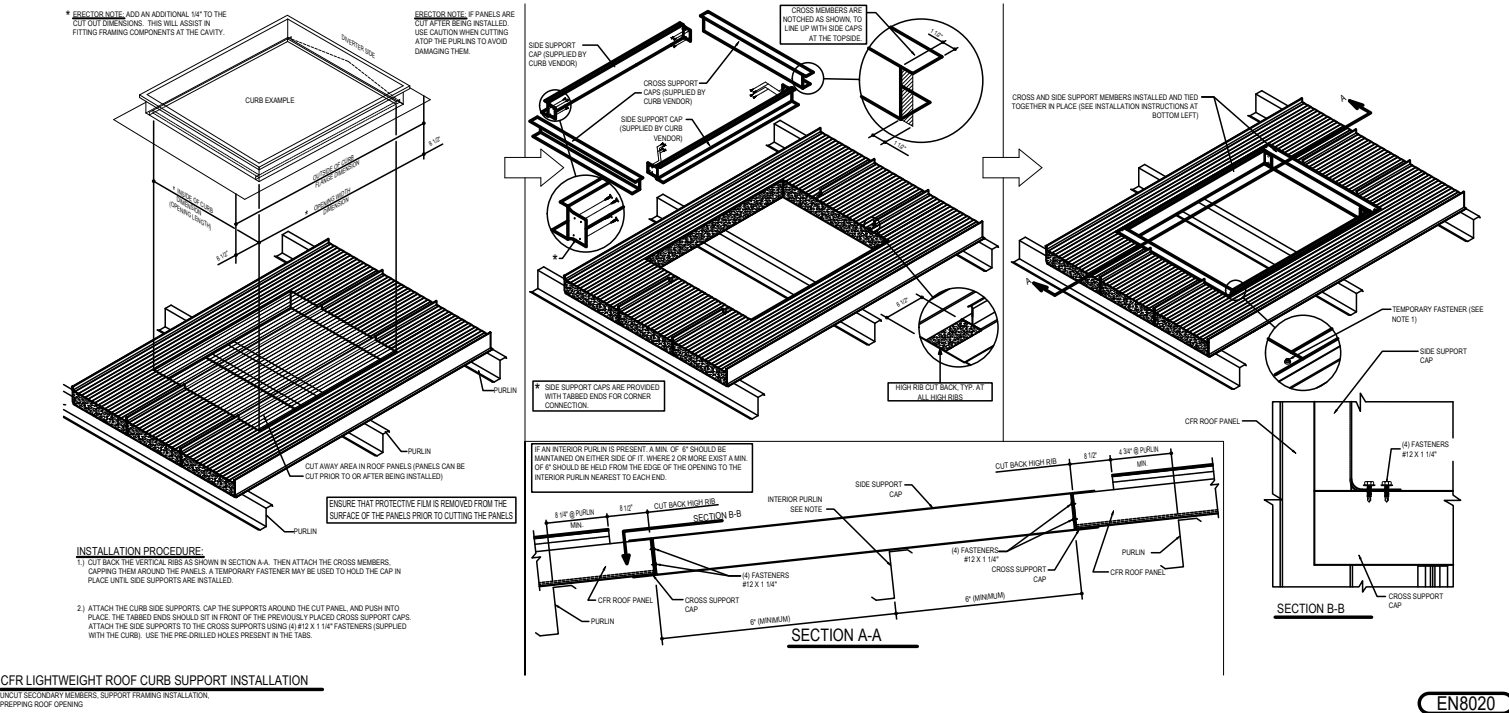 * ERECTOR NOTE: ADD AN ADDITIONAL 1/4" TO THE
CUT OUT DIMENSIONS. THIS WILL ASSIST IN
FITTING FRAMING COMPONENTS AT THE CAVITY.
ERECTOR NOTE: IF PANELS ARE
CUT AFTER BEING INSTALLED.
USE CAUTION WHEN CUTTING
ATOP THE PURLINS TO AVOID
DAMAGING THEM.
DIVERTER SIDE
CURB EXAMPLE
8 1/2"
OUTSIDE OF CURB
FLANGE DIMENSION
* OPENING WIDTH
DIMENSION
* INSIDE OF CURB
DIMENSION
(OPENING LENGTH)
8 1/2"
PURLIN
PURLIN
CUT AWAY AREA IN ROOF PANELS (PANELS CAN BE
CUT PRIOR TO OR AFTER BEING INSTALLED)
ENSURE THAT PROTECTIVE FILM IS REMOVED FROM THE
SURFACE OF THE PANELS PRIOR TO CUTTING THE PANELS
PURLIN
INSTALLATION PROCEDURE:
1.) CUT BACK THE VERTICAL RIBS AS SHOWN IN SECTION A-A. THEN ATTACH THE CROSS MEMBERS,
CAPPING THEM AROUND THE PANELS. A TEMPORARY FASTENER MAY BE USED TO HOLD THE CAP IN
PLACE UNTIL SIDE SUPPORTS ARE INSTALLED.
2.) ATTACH THE CURB SIDE SUPPORTS. CAP THE SUPPORTS AROUND THE CUT PANEL, AND PUSH INTO
PLACE. THE TABBED ENDS SHOULD SIT IN FRONT OF THE PREVIOUSLY PLACED CROSS SUPPORT CAPS.
ATTACH THE SIDE SUPPORTS TO THE CROSS SUPPORTS USING (4) #12 X 1 1/4" FASTENERS (SUPPLIED
WITH THE CURB). USE THE PRE-DRILLED HOLES PRESENT IN THE TABS.
SIDE SUPPORT
CAP (SUPPLIED BY
CURB VENDOR)
CROSS SUPPORT
CAPS (SUPPLIED BY
CURB VENDOR)
SIDE SUPPORT CAP
(SUPPLIED BY CURB
VENDOR)
CROSS MEMBERS ARE
NOTCHED AS SHOWN, TO
LINE UP WITH SIDE CAPS
AT THE TOPSIDE.
1 1/2"
1 1/2"
*
8 1/2"
* SIDE SUPPORT CAPS ARE PROVIDED
WITH TABBED ENDS FOR CORNER
CONNECTION.
HIGH RIB CUT BACK, TYP. AT
ALL HIGH RIBS
CROSS AND SIDE SUPPORT MEMBERS INSTALLED AND TIED
TOGETHER IN PLACE (SEE INSTALLATION INSTRUCTIONS AT
BOTTOM LEFT)
A
A
TEMPORARY FASTENER (SEE
NOTE 1)
IF AN INTERIOR PURLIN IS PRESENT. A MIN. OF 6" SHOULD BE
MAINTAINED ON EITHER SIDE OF IT. WHERE 2 OR MORE EXIST A MIN.
OF 6" SHOULD BE HELD FROM THE EDGE OF THE OPENING TO THE
INTERIOR PURLIN NEAREST TO EACH END.
8 1/4" @ PURLIN
MIN.
8 1/2"
CUT BACK HIGH RIB
SECTION B-B
INTERIOR PURLIN
SEE NOTE
SIDE SUPPORT
CAP
CUT BACK HIGH RIB
8 1/2"
4 3/4" @ PURLIN
MIN.
(4) FASTENERS
#12 X 1 1/4"
CROSS SUPPORT
CAP
PURLIN
CFR ROOF PANEL
(4) FASTENERS
#12 X 1 1/4"
CFR ROOF PANEL
CROSS SUPPORT
CAP
PURLIN
6" (MINIMUM)
6" (MINIMUM)
SECTION A-A
SIDE SUPPORT
CAP
CFR ROOF PANEL
(4) FASTENERS
#12 X 1 1/4"
CROSS SUPPORT
CAP
SECTION B-B
CFR LIGHTWEIGHT ROOF CURB SUPPORT INSTALLATION
UNCUT SECONDARY MEMBERS, SUPPORT FRAMING INSTALLATION,
PREPPING ROOF OPENING
EN8020